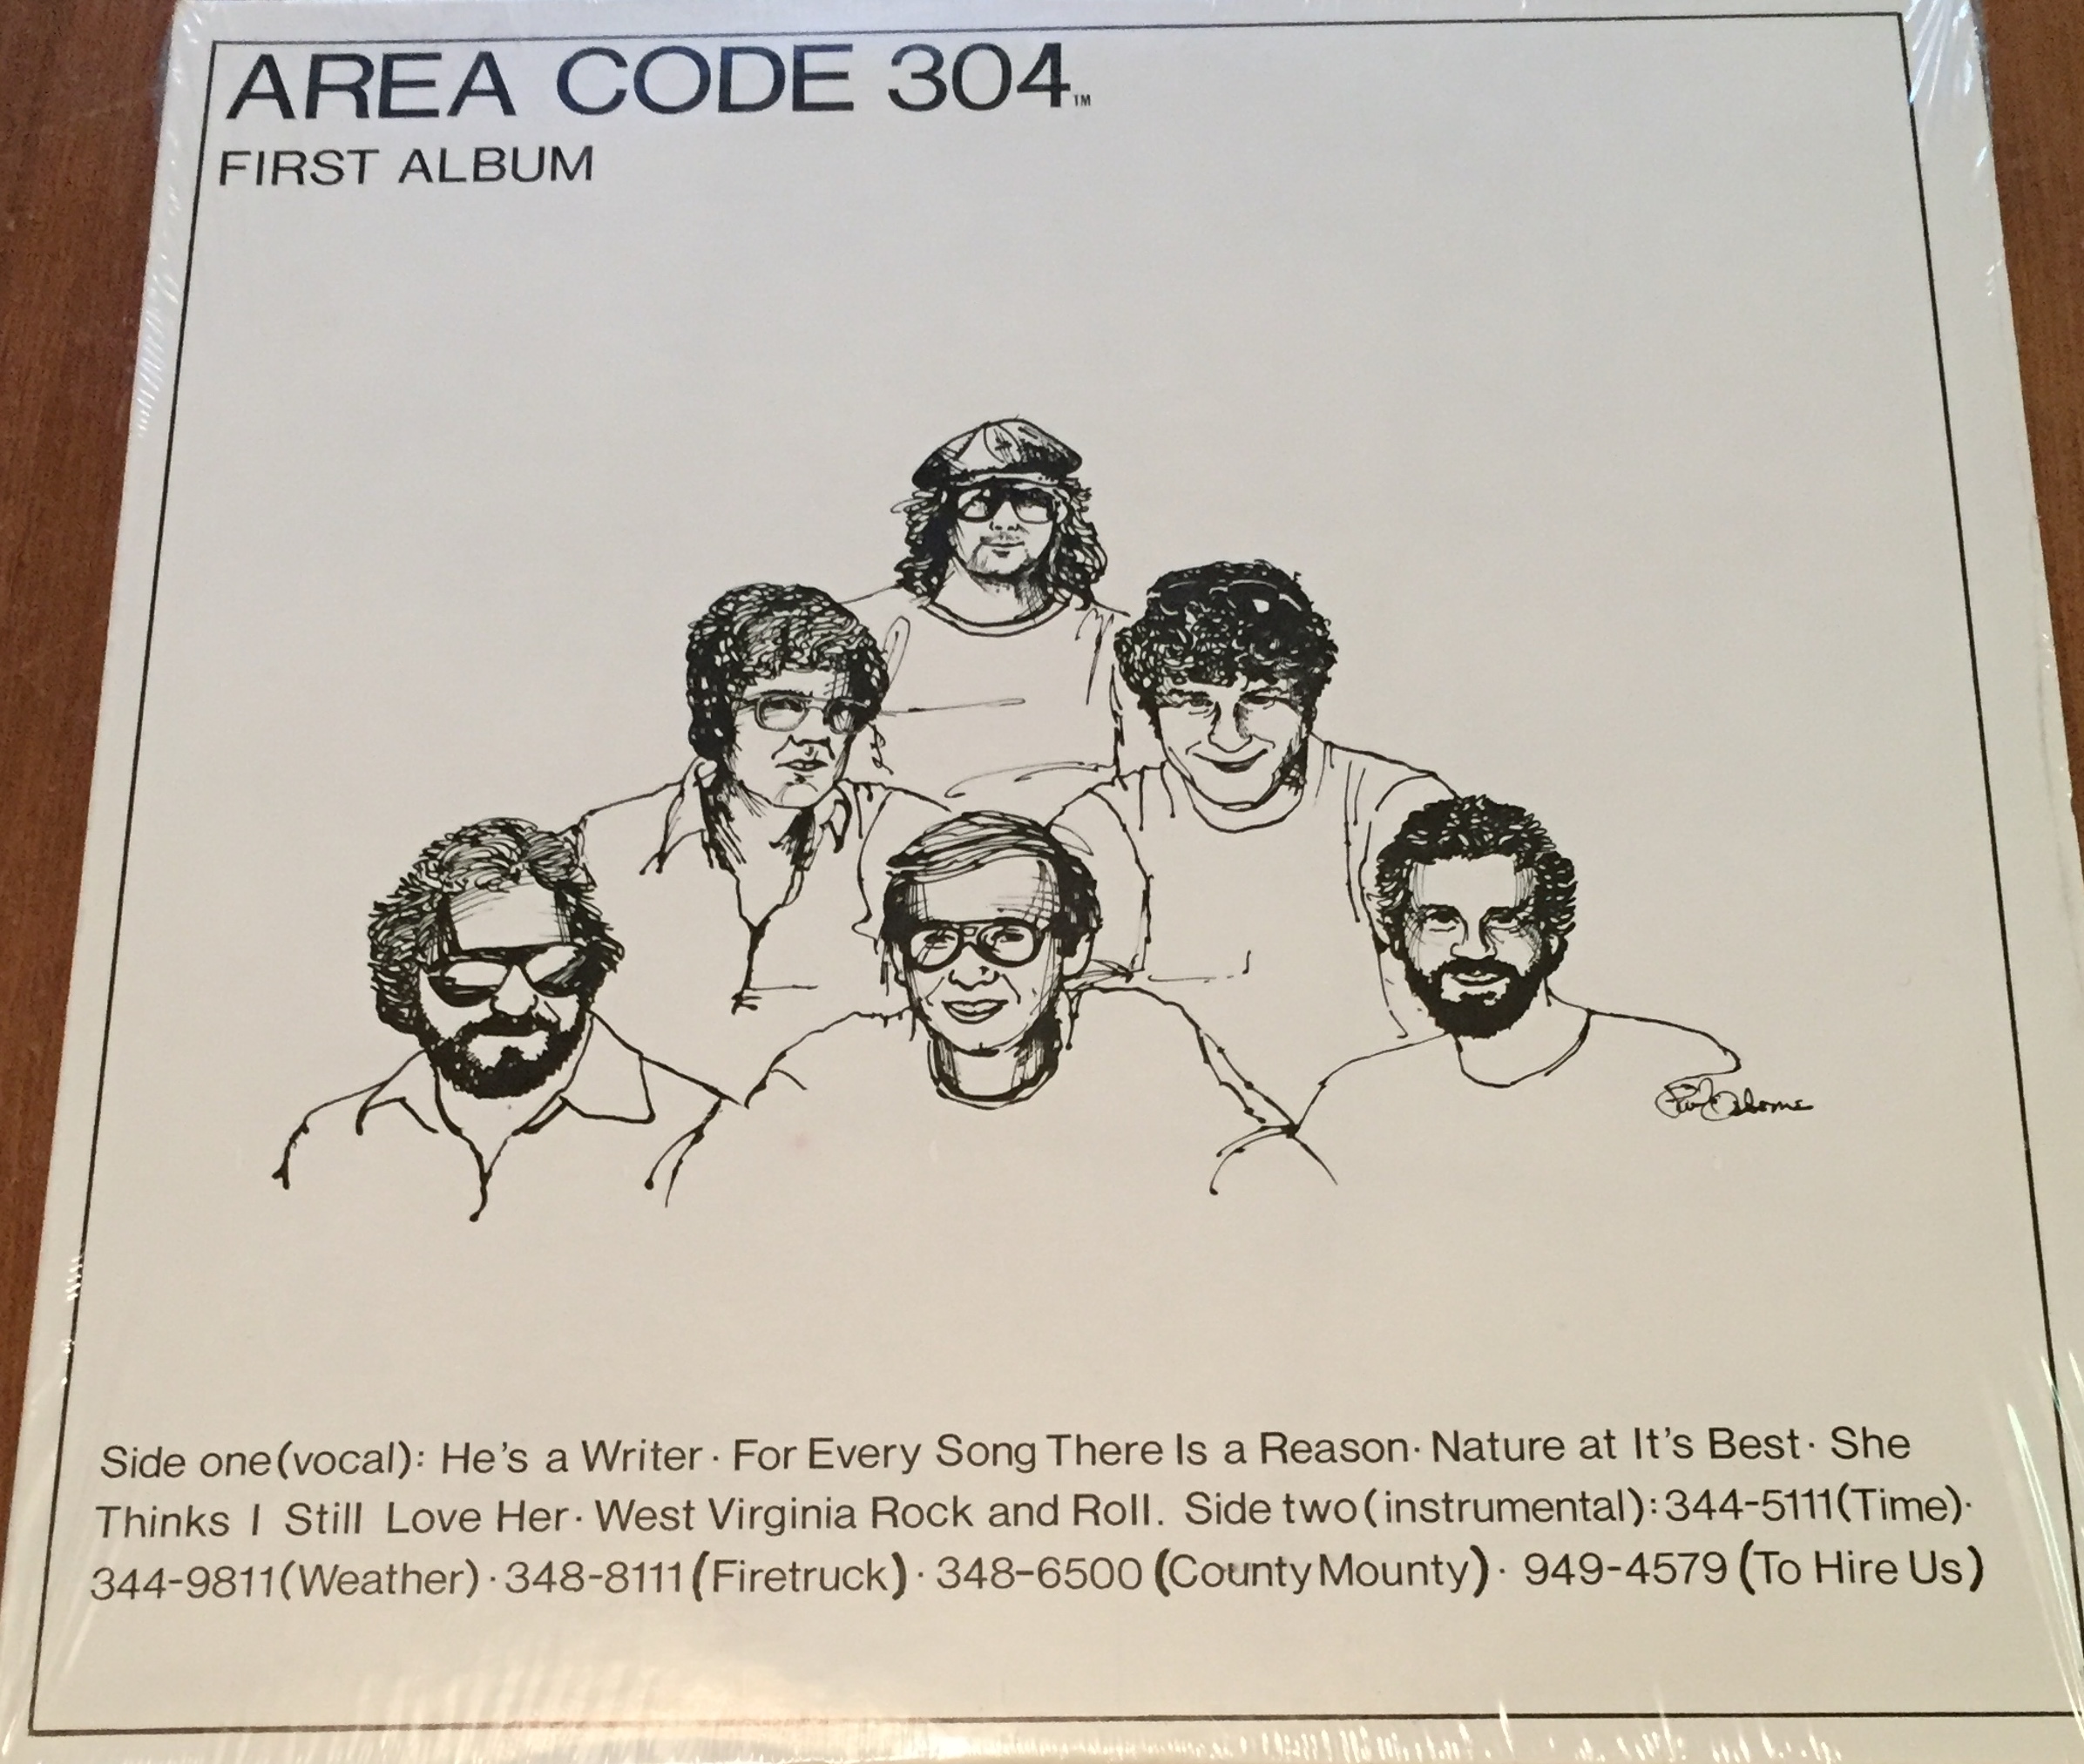 AREA CODE 304™
FIRST ALBUM
Side one (vocal): He's a Writer · For Every Song There Is a Reason · Nature at It's Best · She
Thinks I Still Love Her · West Virginia Rock and Roll. Side two (instrumental): 344-5111 (Time) ·
344-9811 (Weather) · 348-8111 (Firetruck) · 348-6500 (County Mounty) · 949-4579 (To Hire Us)